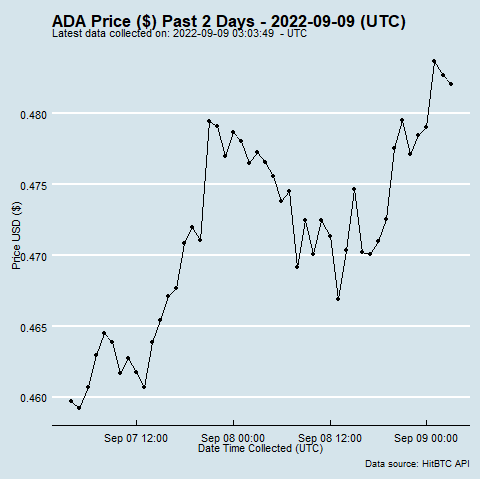 ADA Price ($) Past 2 Days - 2022-09-09 (UTC)
Latest data collected on: 2022-09-09 03:03:49 - UTC
Price USD ($)
0.480
0.475
0.470
0.465
0.460
Sep 07 12:00 Sep 08 00:00 Sep 08 12:00 Sep 09 00:00
Date Time Collected (UTC)
Data source: HitBTC API